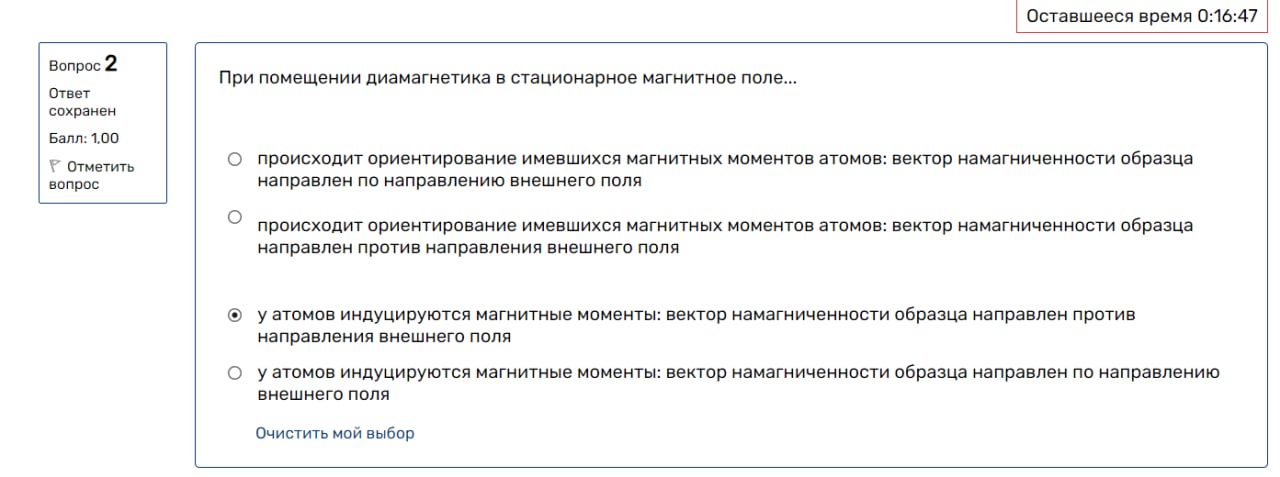 Оставшееся время 0:16:47
Вопрос 2
Ответ
сохранен
Балл: 1,00
Отметить
вопрос
При помещении диамагнетика в стационарное магнитное поле...
происходит ориентирование имевшихся магнитных моментов атомов: вектор намагниченности образца
направлен по направлению внешнего поля
происходит ориентирование имевшихся магнитных моментов атомов: вектор намагниченности образца
направлен против направления внешнего поля
у атомов индуцируются магнитные моменты: вектор намагниченности образца направлен против
направления внешнего поля
у атомов индуцируются магнитные моменты: вектор намагниченности образца направлен по направлению
внешнего поля
Очистить мой выбор